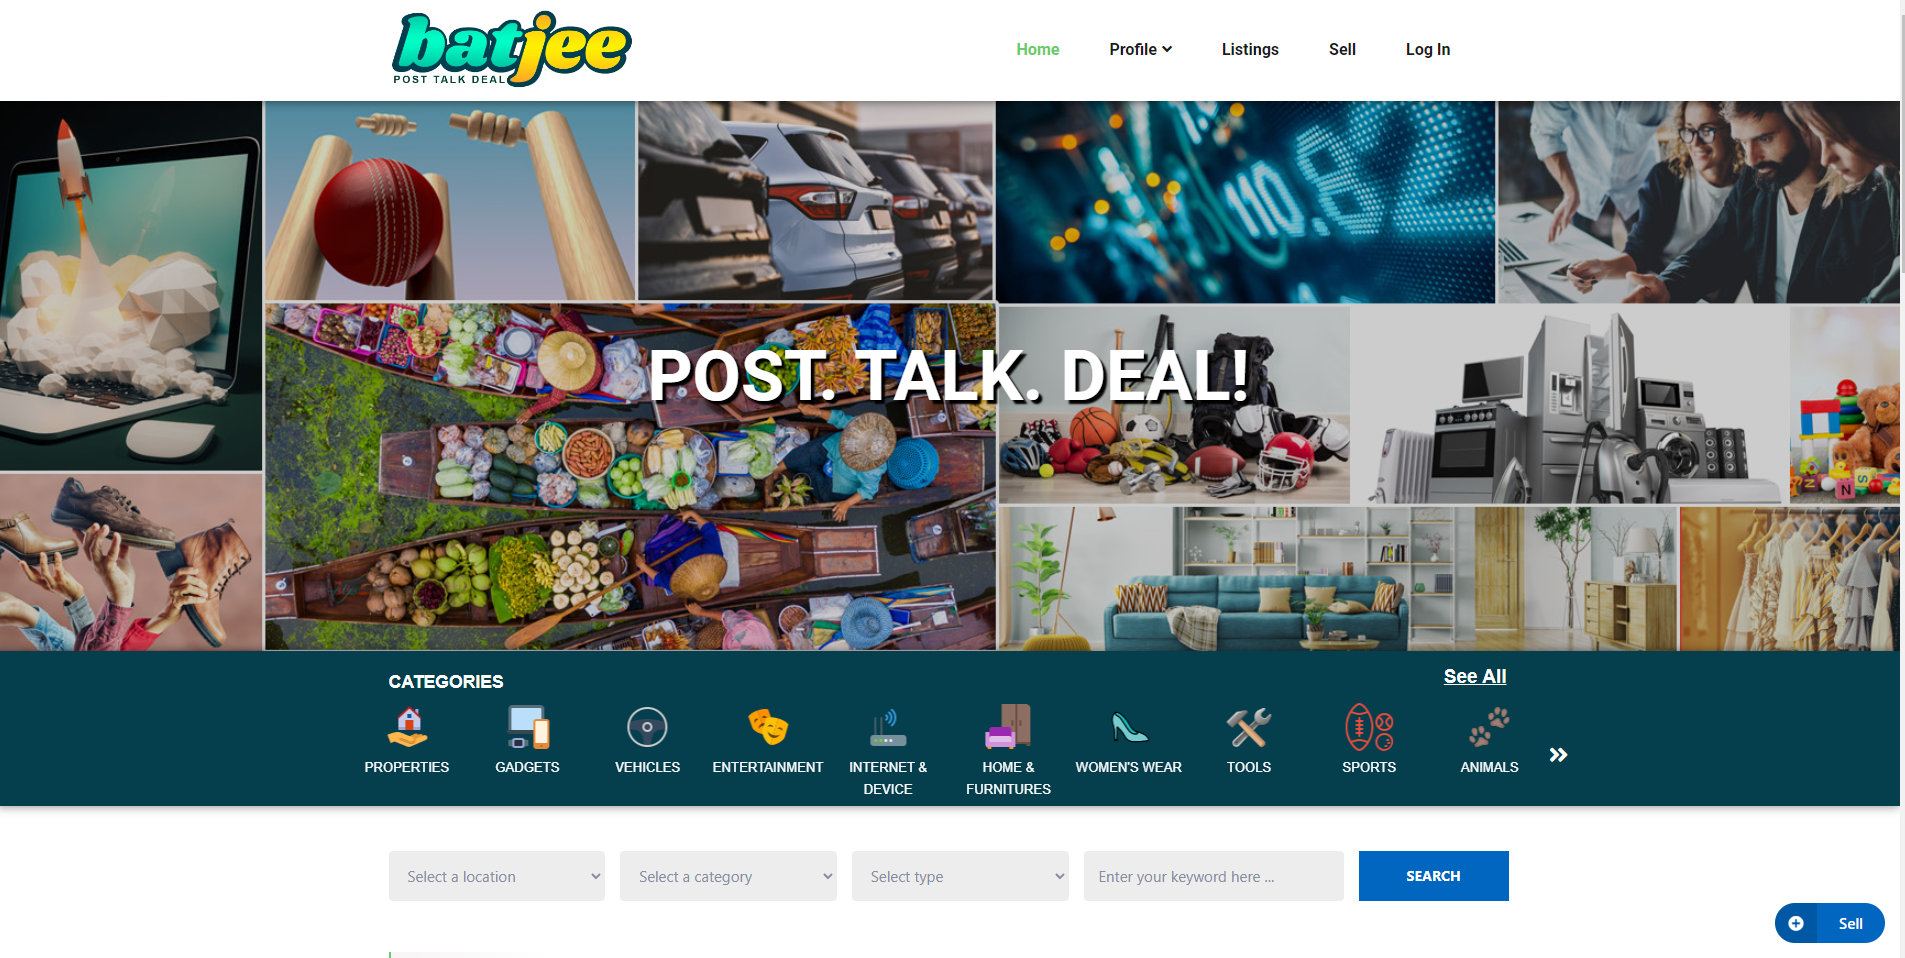 batjee
POST TALK DEAL
Home
Profile
Listings
Sell
Log In
10.82
POST. TALK. DEAL!
N
S
CATEGORIES
See All
PROPERTIES
GADGETS
VEHICLES
ENTERTAINMENT
INTERNET &
DEVICE
HOME &
FURNITURES
WOMEN'S WEAR
TOOLS
SPORTS
ANIMALS
Select a location
Select a category
Select type
Enter your keyword here ...
SEARCH
Sell